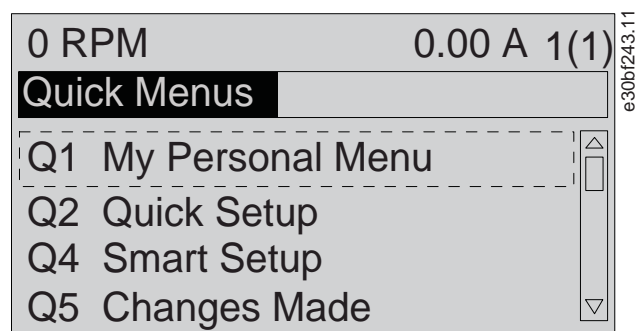 0 RPM 0.00 A 1(1)
Quick Menus
Q1 My Personal Menu
Q2 Quick Setup
Q4 Smart Setup
Q5 Changes Made
e30bf243.11